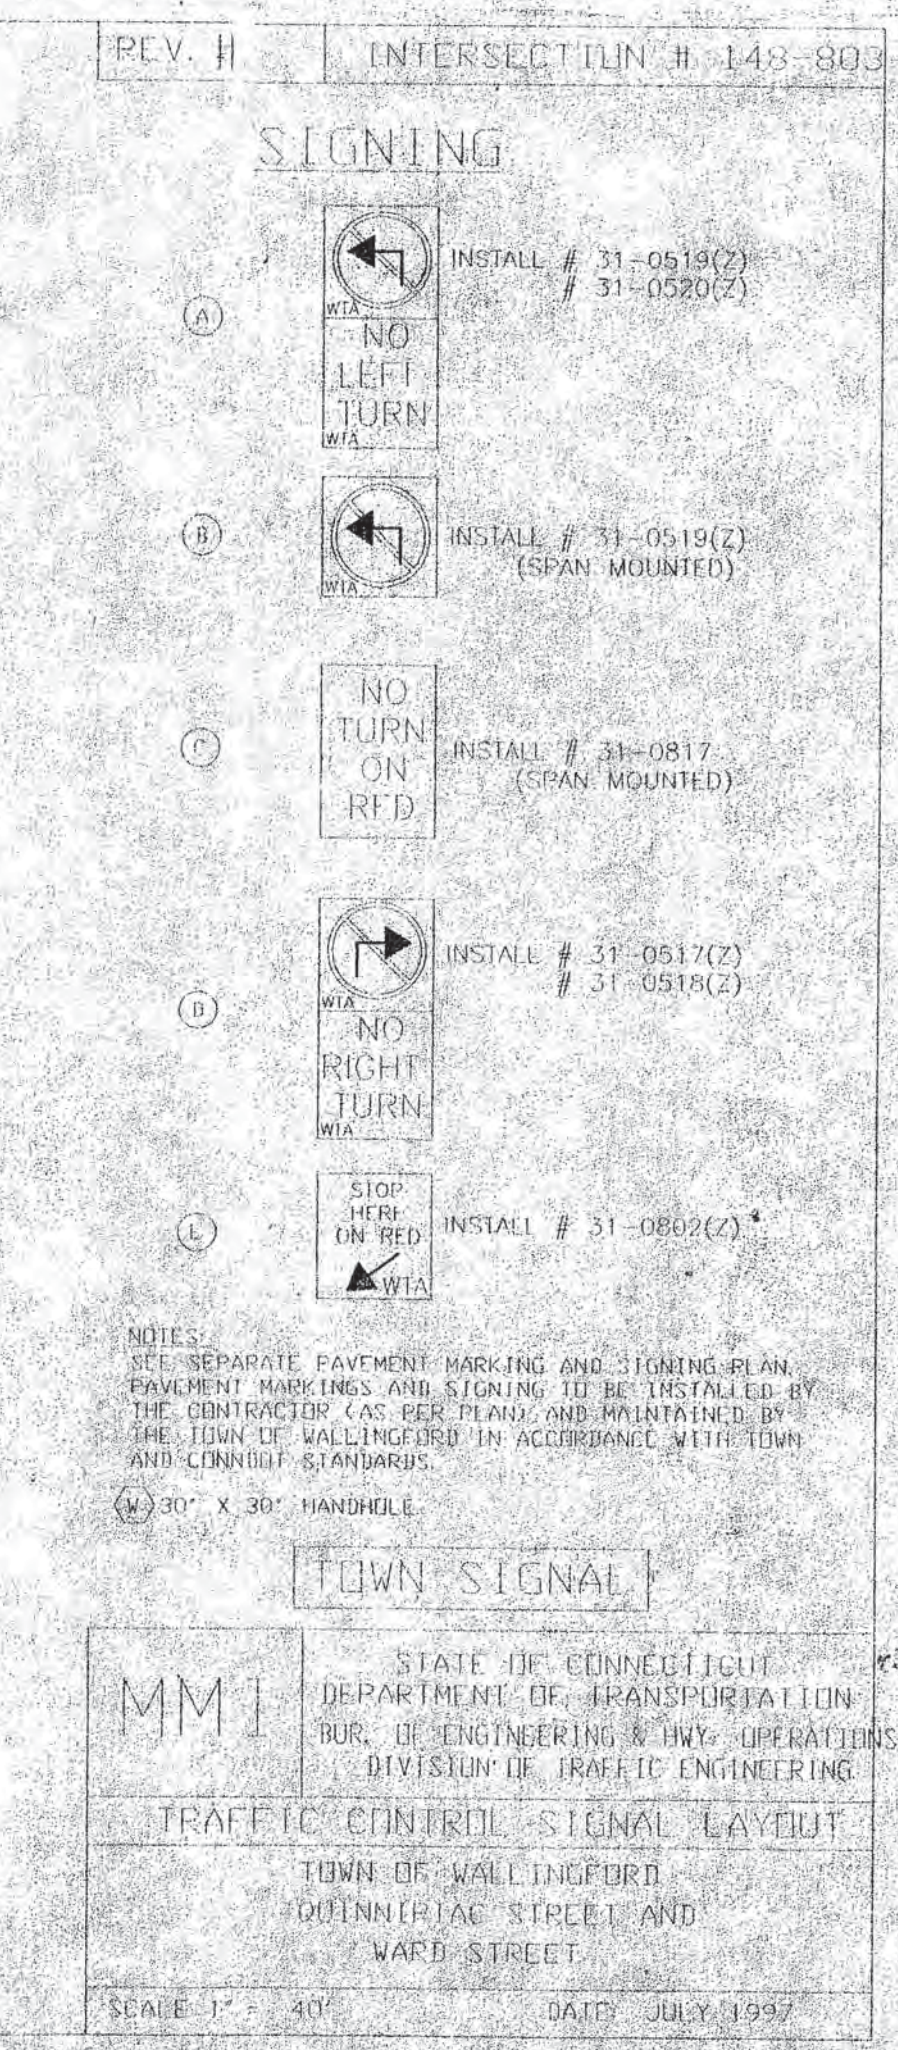 REV. H
INTERSECTION # 148-803
SIGNING
A
WTA
NO
LEFT
TURN
WTA
INSTALL # 31-0519(Z)
# 31-0520(Z)
B
WTA
INSTALL # 31-0519(Z)
(SPAN MOUNTED)
C
NO
TURN
ON
RED
INSTALL # 31-0817
(SPAN MOUNTED)
D
WTA
NO
RIGHT
TURN
WTA
INSTALL # 31-0517(Z)
# 31-0518(Z)
E
STOP
HERE
ON RED
WTA
INSTALL # 31-0802(Z)
NOTES:
SEE SEPARATE PAVEMENT MARKING AND SIGNING PLAN.
PAVEMENT MARKINGS AND SIGNING TO BE INSTALLED BY
THE CONTRACTOR (AS PER PLAN) AND MAINTAINED BY
THE TOWN OF WALLINGFORD IN ACCORDANCE WITH TOWN
AND CONNDOT STANDARDS.
W 30" X 30" HANDHOLE
TOWN SIGNAL
MMI
STATE OF CONNECTICUT
DEPARTMENT OF TRANSPORTATION
BUR. OF ENGINEERING & HWY. OPERATIONS
DIVISION OF TRAFFIC ENGINEERING
TRAFFIC CONTROL SIGNAL LAYOUT
TOWN OF WALLINGFORD
QUINNIPIAC STREET AND
WARD STREET
SCALE 1" = 40'
DATE: JULY 1997